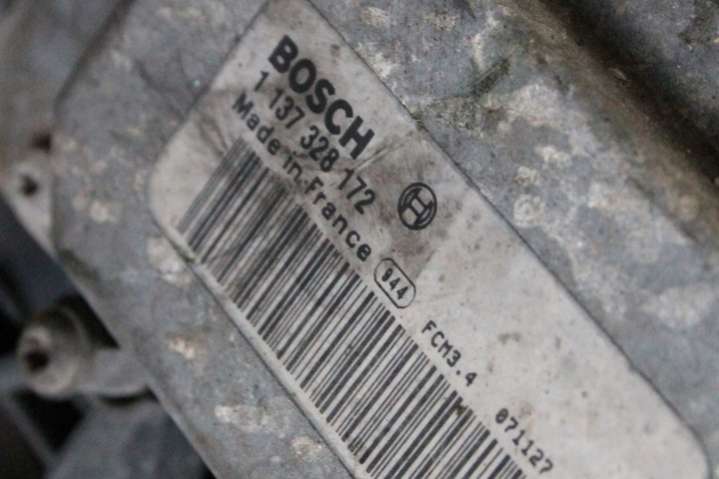 BOSCH
1 137 328 172
Made in France
944
FCM3.4 071127